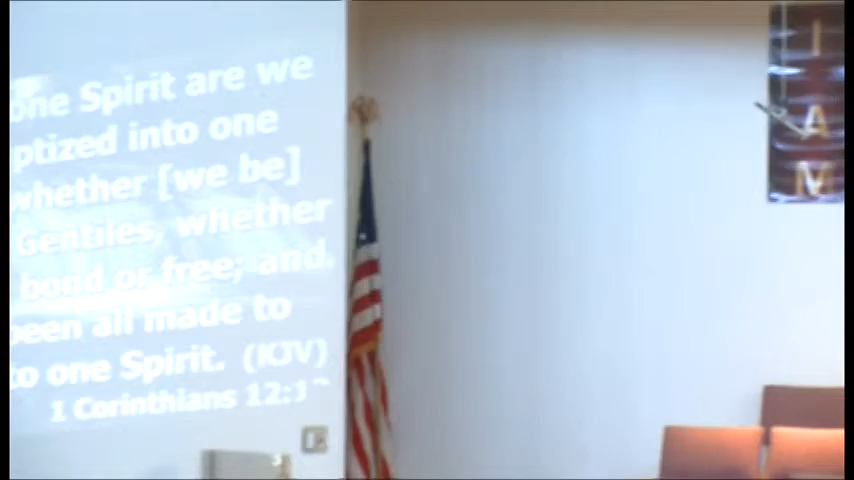 one Spirit are we
ptized into one
whether [we be]
Gentiles, whether
bond or free; and
been all made to
to one Spirit. (KJV)
1 Corinthians 12:1
I
A
M